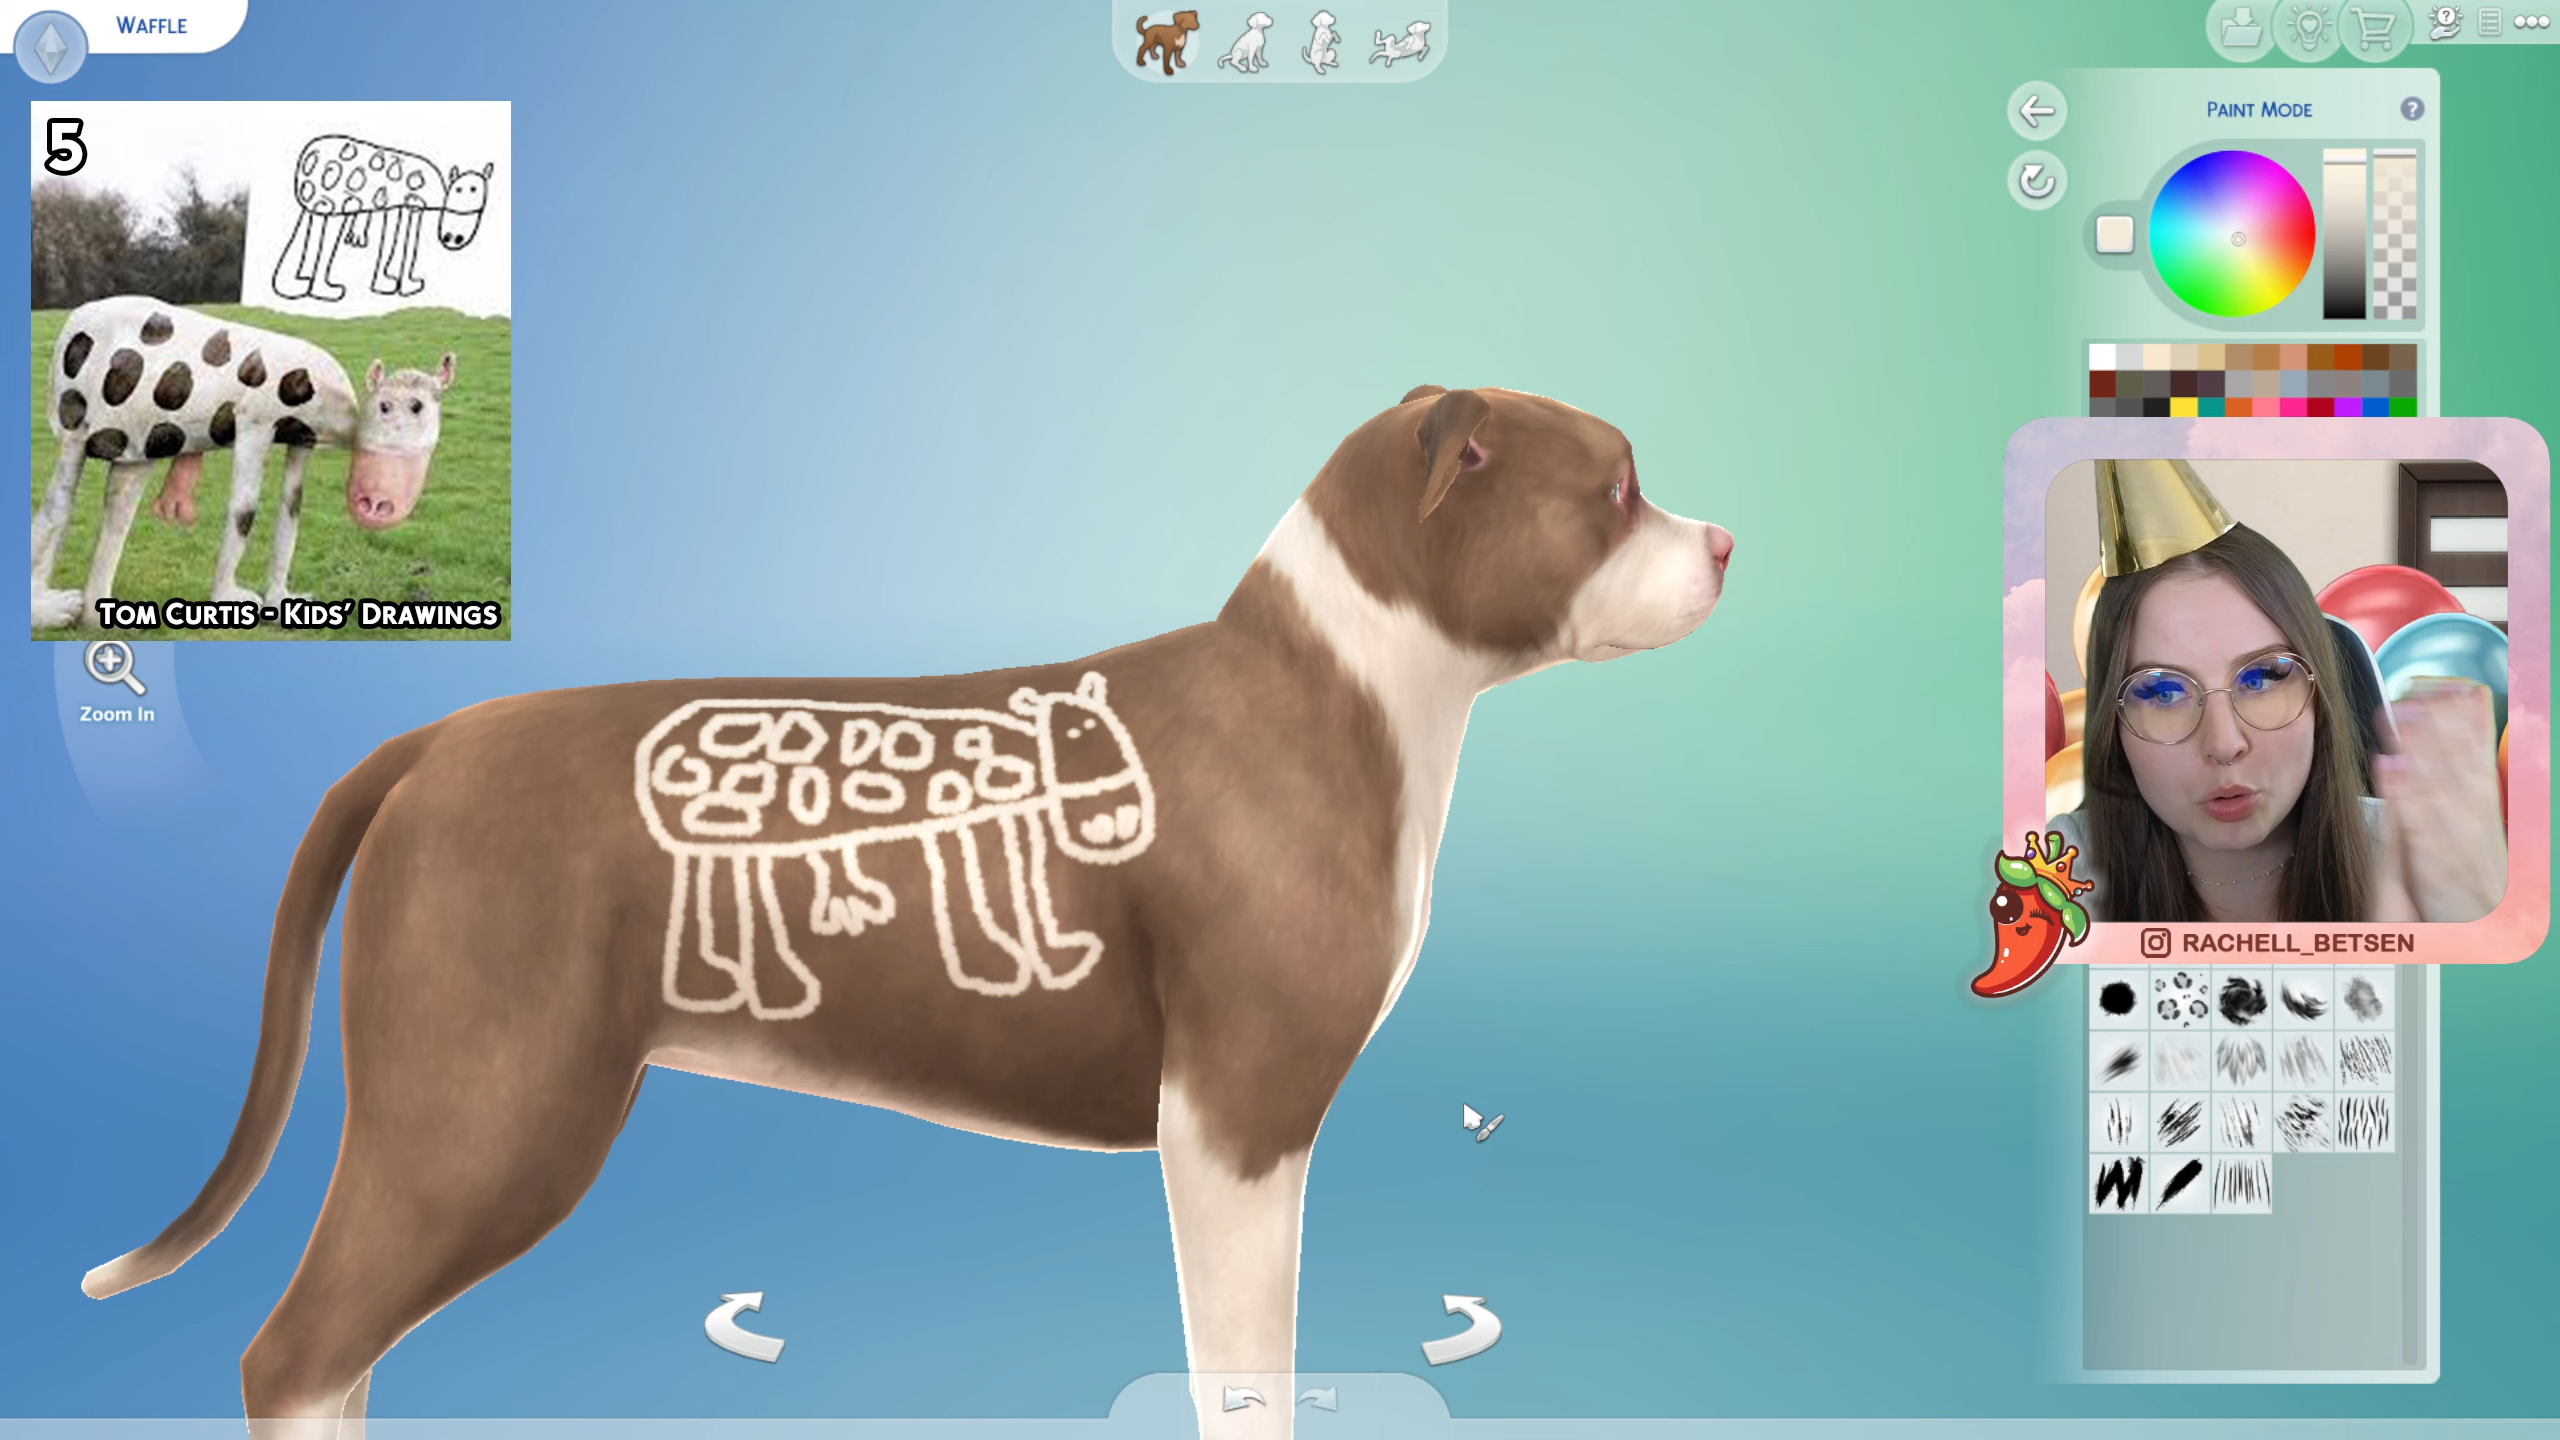 WAFFLE
5
TOM CURTIS - KIDS' DRAWINGS
Zoom In
PAINT MODE
?
?
RACHELL_BETSEN